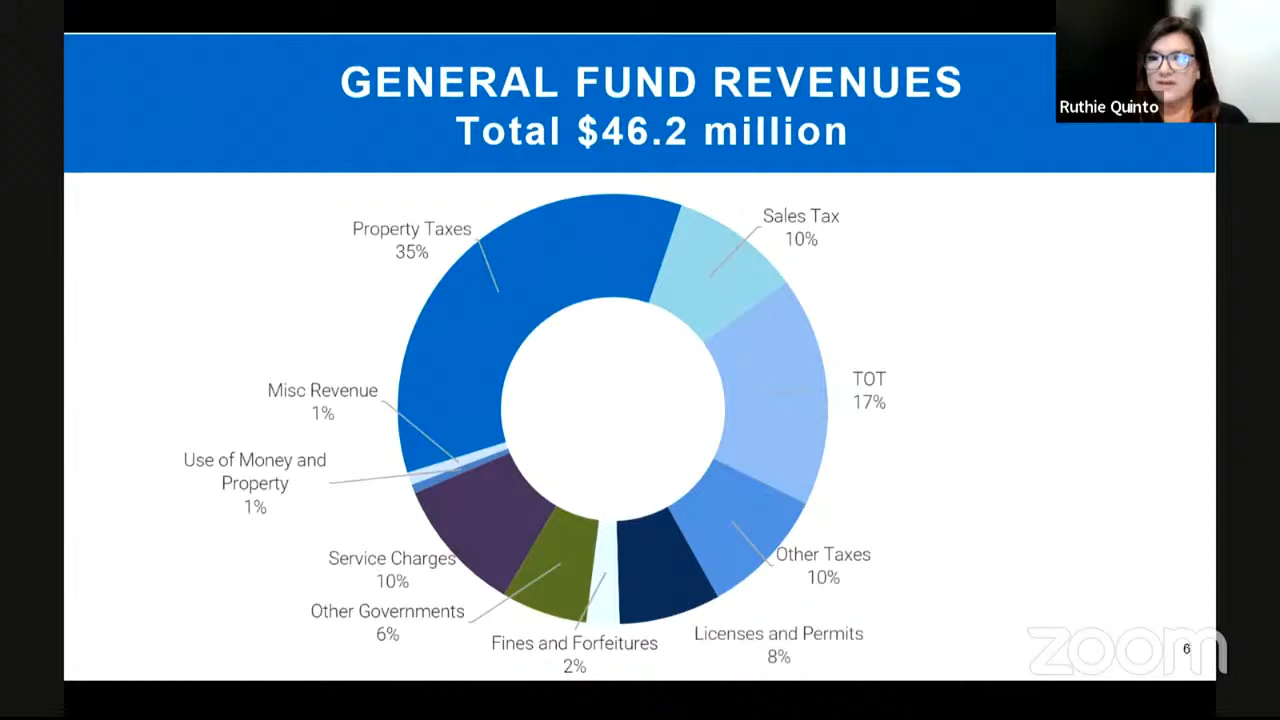 GENERAL FUND REVENUES
Total $46.2 million
Ruthie Quinto
Property Taxes
35%
Sales Tax
10%
TOT
17%
Misc Revenue
1%
Use of Money and
Property
1%
Service Charges
10%
Other Taxes
10%
Other Governments
6%
Fines and Forfeitures
2%
Licenses and Permits
8%
zoom
6